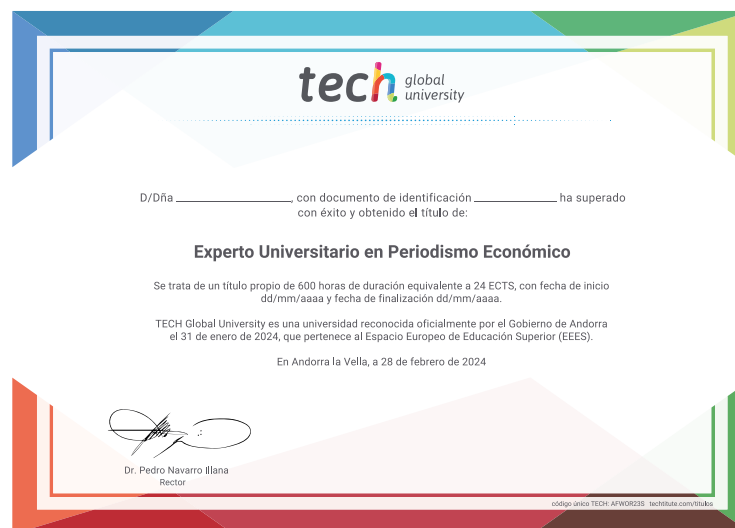 tech global
university
D/Dña ____________, con documento de identificación ____________ ha superado
con éxito y obtenido el título de:
Experto Universitario en Periodismo Económico
Se trata de un título propio de 600 horas de duración equivalente a 24 ECTS, con fecha de inicio
dd/mm/aaaa y fecha de finalización dd/mm/aaaa.
TECH Global University es una universidad reconocida oficialmente por el Gobierno de Andorra
el 31 de enero de 2024, que pertenece al Espacio Europeo de Educación Superior (EEES).
En Andorra la Vella, a 28 de febrero de 2024
Dr. Pedro Navarro Illana
Rector
código único TECH: AFWOR23S techtitute.com/titulos